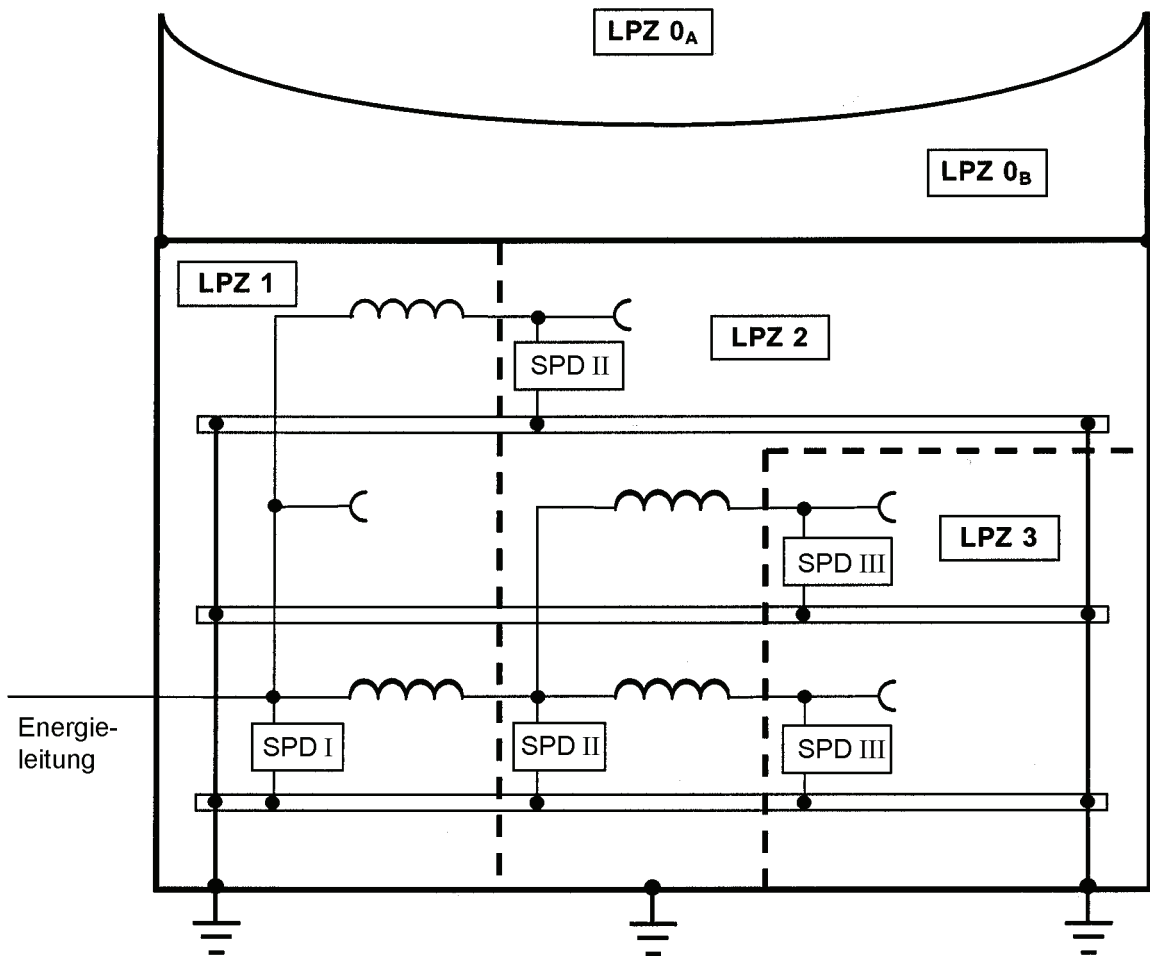 LPZ 0A
LPZ 0B
LPZ 1
LPZ 2
SPD II
LPZ 3
SPD III
Energie-
leitung
SPD I
SPD II
SPD III